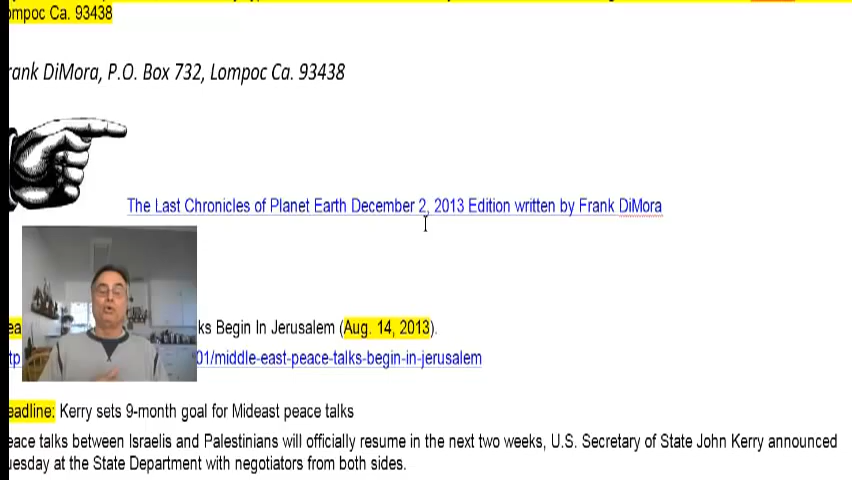 ompoc Ca. 93438
rank DiMora, P.O. Box 732, Lompoc Ca. 93438
The Last Chronicles of Planet Earth December 2, 2013 Edition written by Frank DiMora
ea ks Begin In Jerusalem (Aug. 14, 2013).
tp 01/middle-east-peace-talks-begin-in-jerusalem
eadline: Kerry sets 9-month goal for Mideast peace talks
eace talks between Israelis and Palestinians will officially resume in the next two weeks, U.S. Secretary of State John Kerry announced
uesday at the State Department with negotiators from both sides.